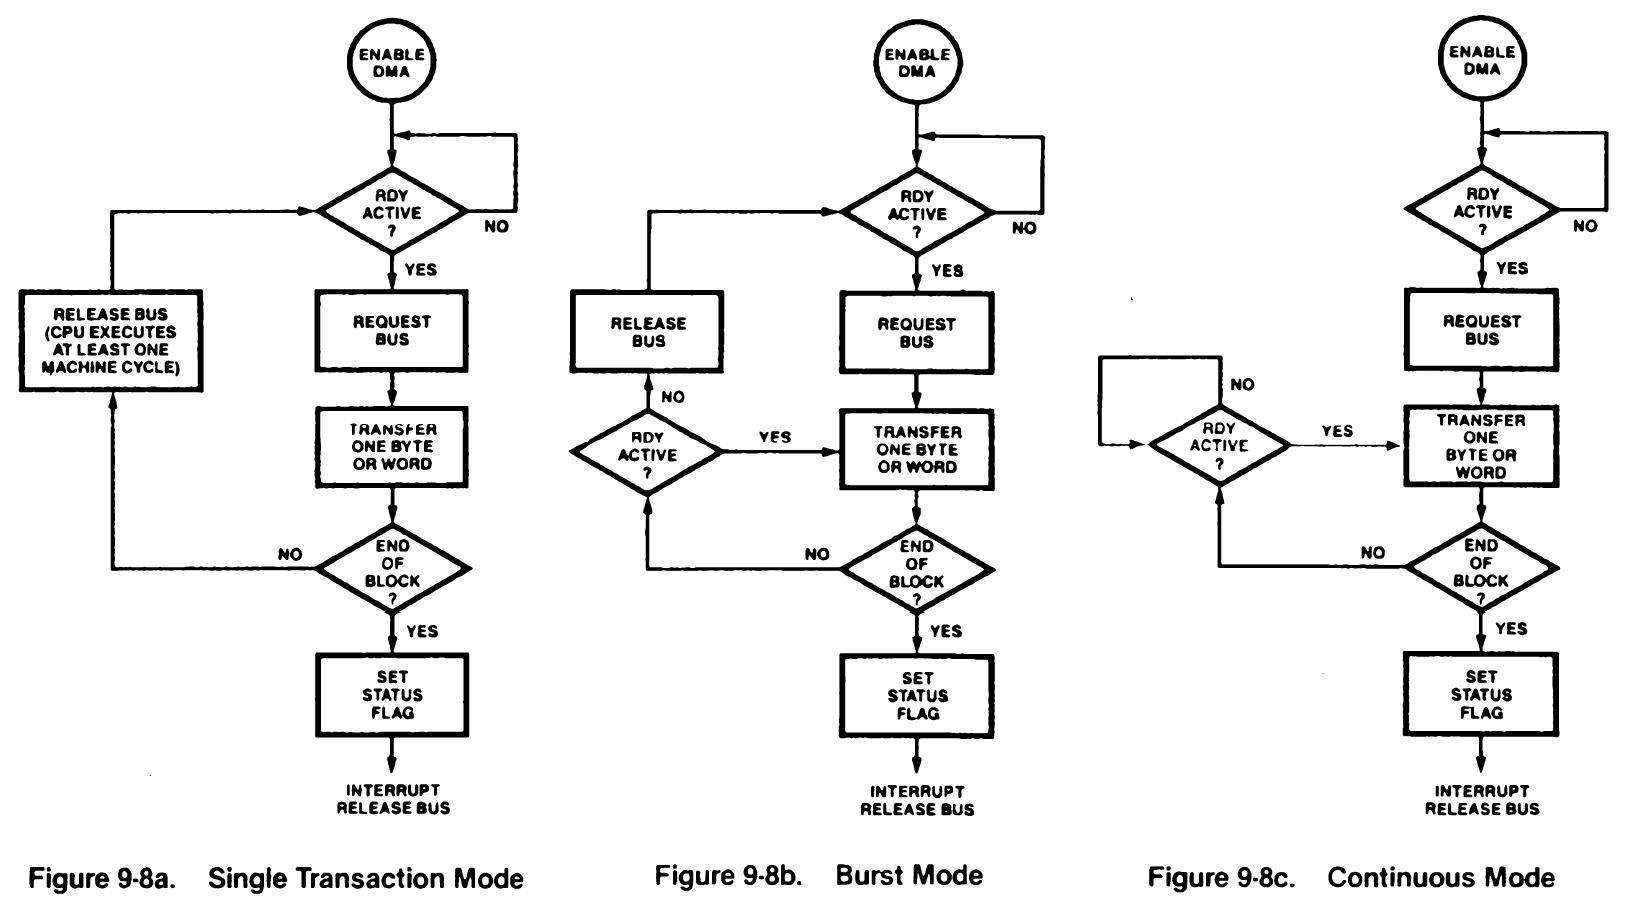 ENABLE
DMA
RDY
ACTIVE
?
NO
YES
RELEASE BUS
(CPU EXECUTES
AT LEAST ONE
MACHINE CYCLE)
REQUEST
BUS
TRANSFER
ONE BYTE
OR WORD
END
OF
BLOCK
?
NO
YES
SET
STATUS
FLAG
INTERRUPT
RELEASE BUS
Figure 9-8a. Single Transaction Mode
ENABLE
DMA
RDY
ACTIVE
?
NO
YES
RELEASE
BUS
REQUEST
BUS
NO
RDY
ACTIVE
?
YES
TRANSFER
ONE BYTE
OR WORD
END
OF
BLOCK
?
NO
YES
SET
STATUS
FLAG
INTERRUPT
RELEASE BUS
Figure 9-8b. Burst Mode
ENABLE
DMA
RDY
ACTIVE
?
NO
YES
REQUEST
BUS
NO
RDY
ACTIVE
?
YES
TRANSFER
ONE
BYTE OR
WORD
END
OF
BLOCK
?
NO
YES
SET
STATUS
FLAG
INTERRUPT
RELEASE BUS
Figure 9-8c. Continuous Mode